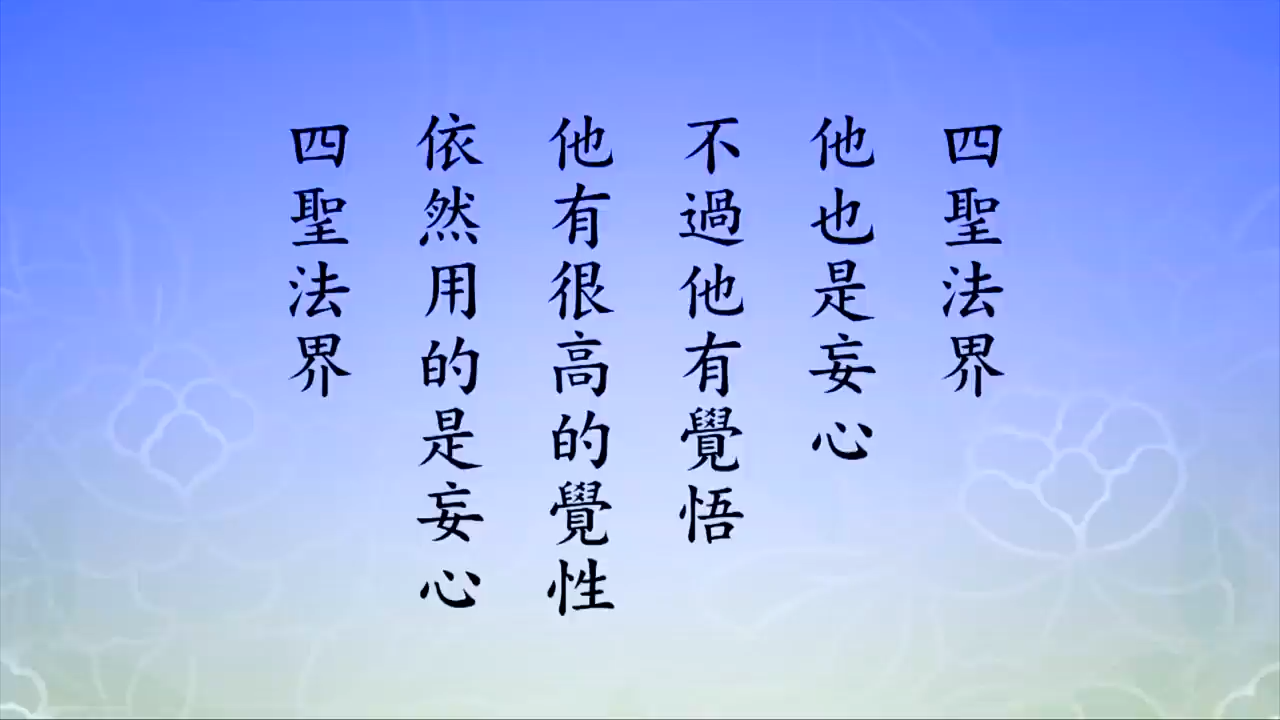 四聖法界
他也是妄心
不過他有覺悟
他有很高的覺性
依然用的是妄心
四聖法界